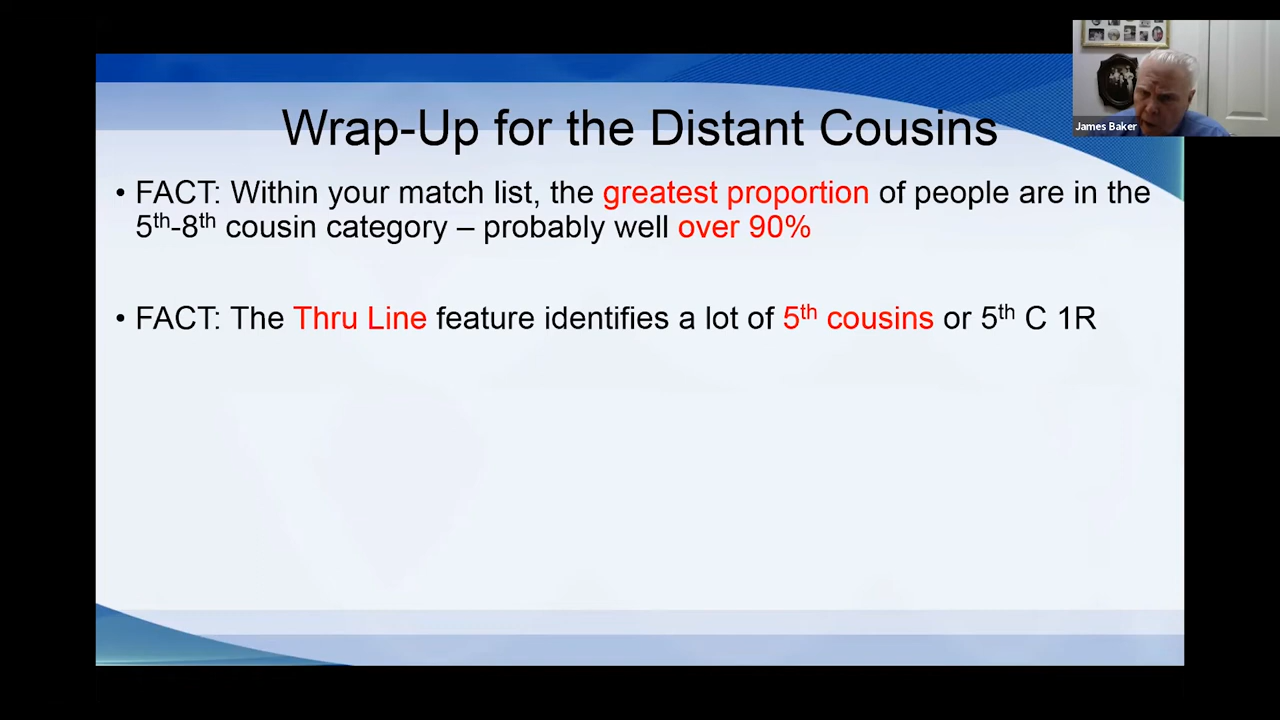 Wrap-Up for the Distant Cousins
James Baker
• FACT: Within your match list, the greatest proportion of people are in the
5th-8th cousin category – probably well over 90%
• FACT: The Thru Line feature identifies a lot of 5th cousins or 5th C 1R